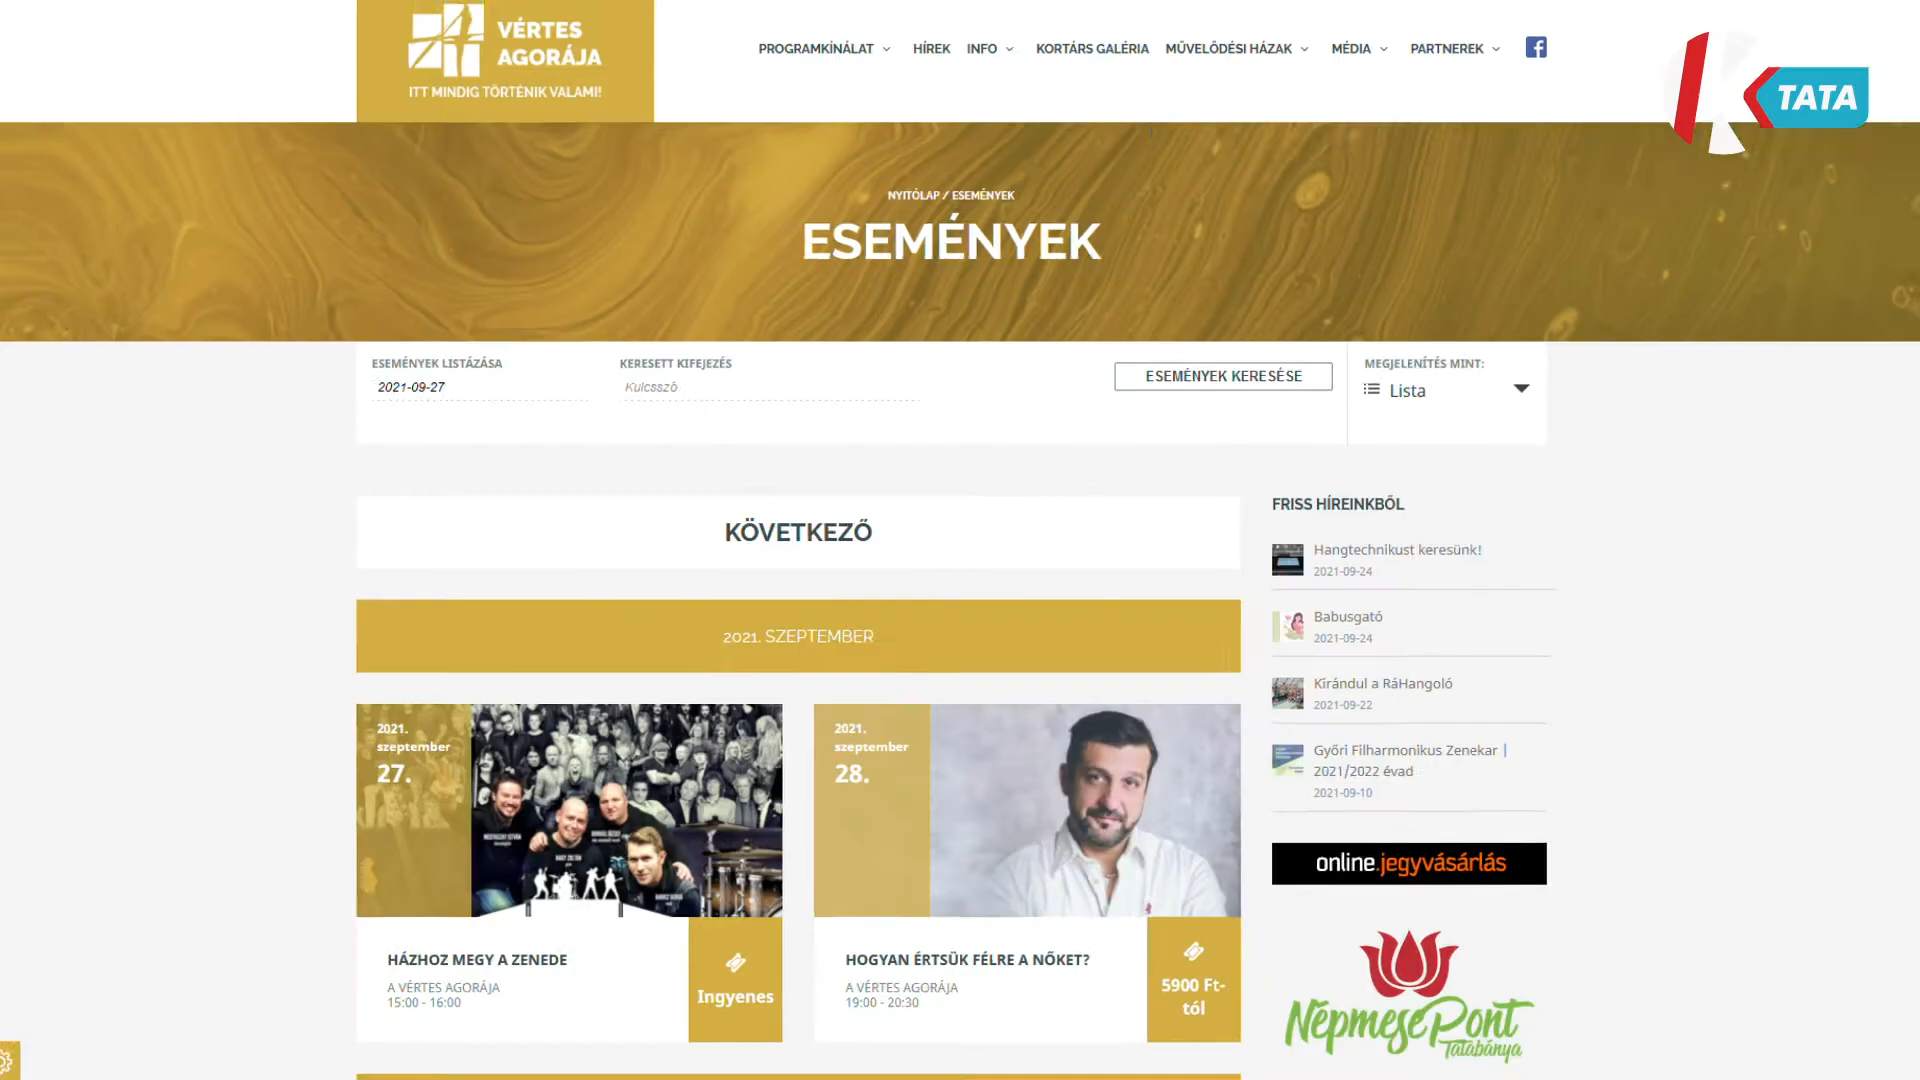 VÉRTES
AGORÁJA
ITT MINDIG TÖRTÉNIK VALAMI!
PROGRAMKÍNÁLAT HÍREK INFO KORTÁRS GALÉRIA MŰVELŐDÉSI HÁZAK MÉDIA PARTNEREK
TATA
NYITÓLAP / ESEMÉNYEK
ESEMÉNYEK
ESEMÉNYEK LISTÁZÁSA
2021-09-27
KERESETT KIFEJEZÉS
Kulcsszó
ESEMÉNYEK KERESÉSE
MEGJELENÍTÉS MINT:
Lista
KÖVETKEZŐ
2021. SZEPTEMBER
2021.
szeptember
27.
HÁZHOZ MEGY A ZENEDE
A VÉRTES AGORÁJA
15:00 - 16:00
Ingyenes
2021.
szeptember
28.
HOGYAN ÉRTSÜK FÉLRE A NŐKET?
A VÉRTES AGORÁJA
19:00 - 20:30
5900 Ft-
tól
FRISS HÍREINKBŐL
Hangtechnikust keresünk!
2021-09-24
Babusgató
2021-09-24
Kirándul a RáHangoló
2021-09-22
Győri Filharmonikus Zenekar |
2021/2022 évad
2021-09-10
online.jegyvásárlás
NépmesePont
Tatabánya